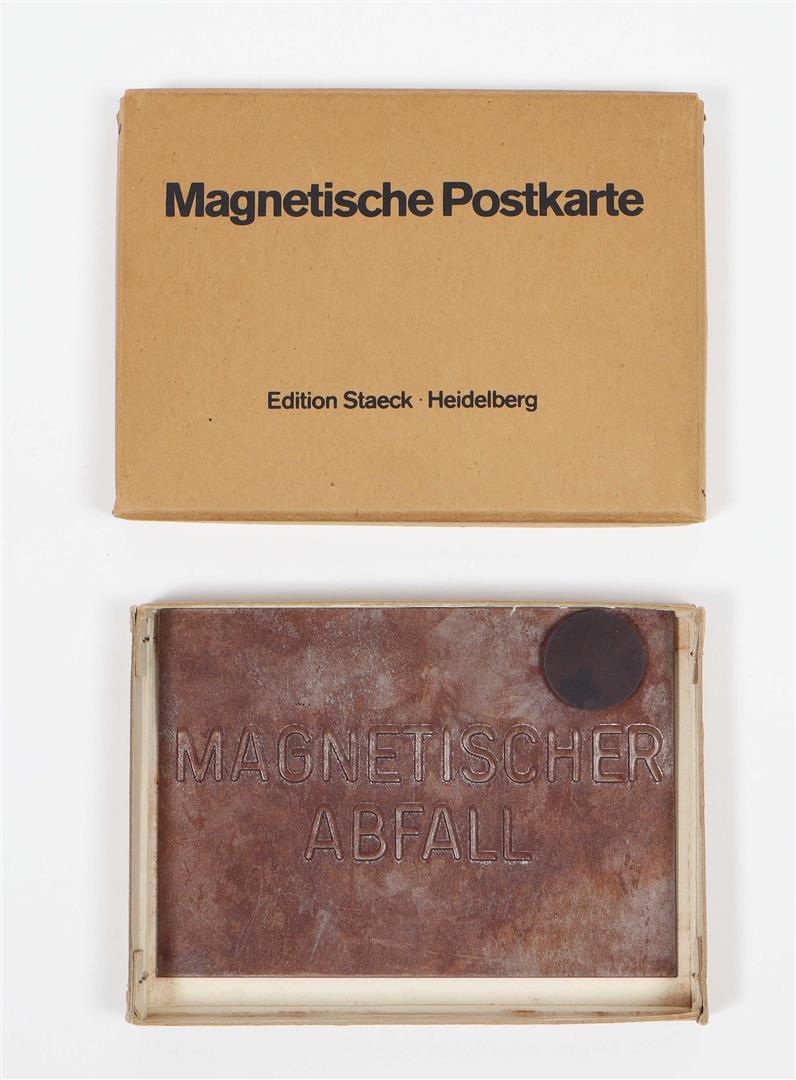 Magnetische Postkarte
Edition Staeck · Heidelberg
MAGNETISCHER
ABFALL